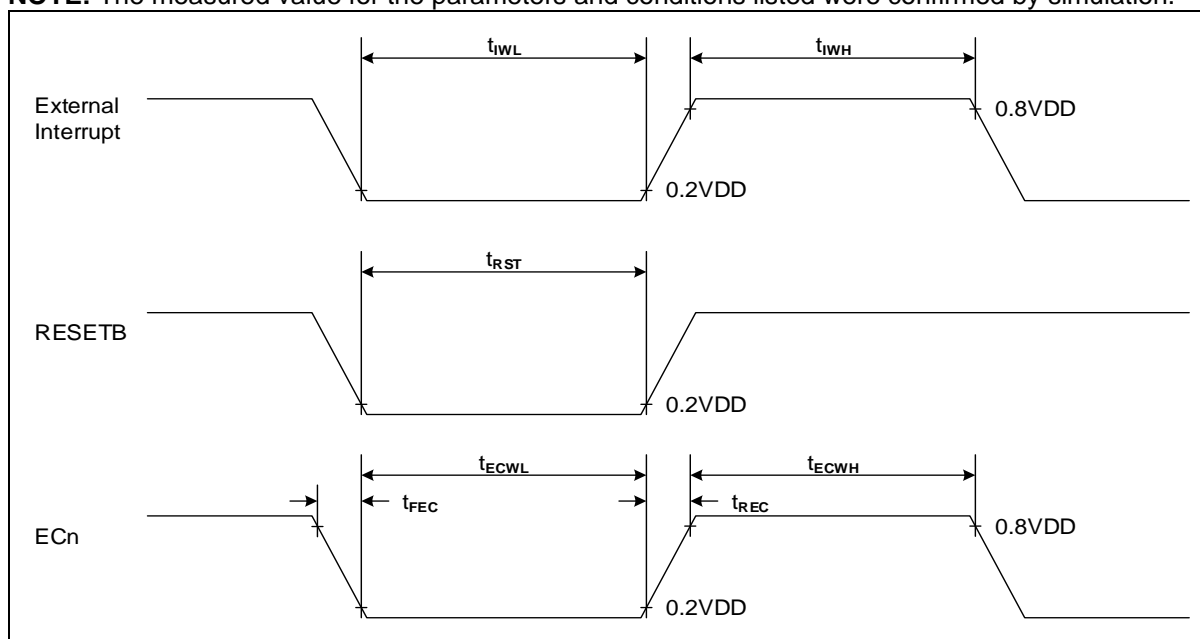 NOTE: The measured value for the parameters and conditions listed were confirmed by simulation.
tIWL
tIWH
External
Interrupt
0.8VDD
0.2VDD
tRST
RESETB
0.2VDD
tECWL
tECWH
tFEC
tREC
ECn
0.8VDD
0.2VDD